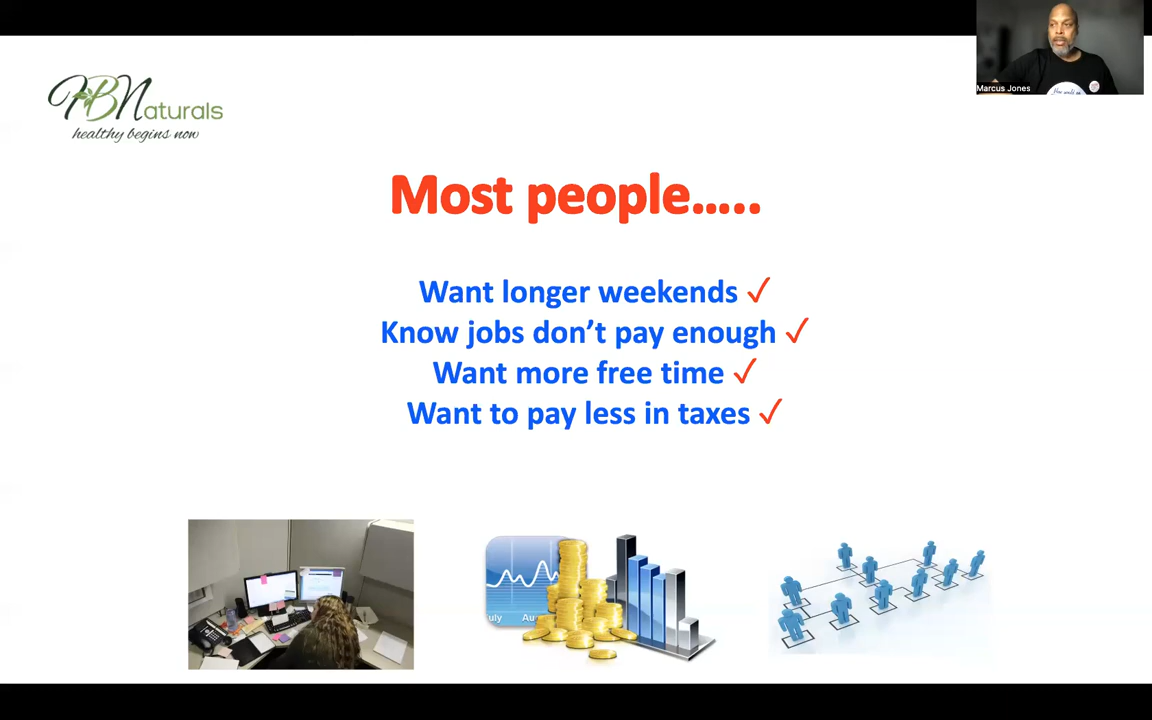 HBNaturals
healthy begins now
Marcus Jones
Most people.....
Want longer weekends ✓
Know jobs don’t pay enough ✓
Want more free time ✓
Want to pay less in taxes ✓